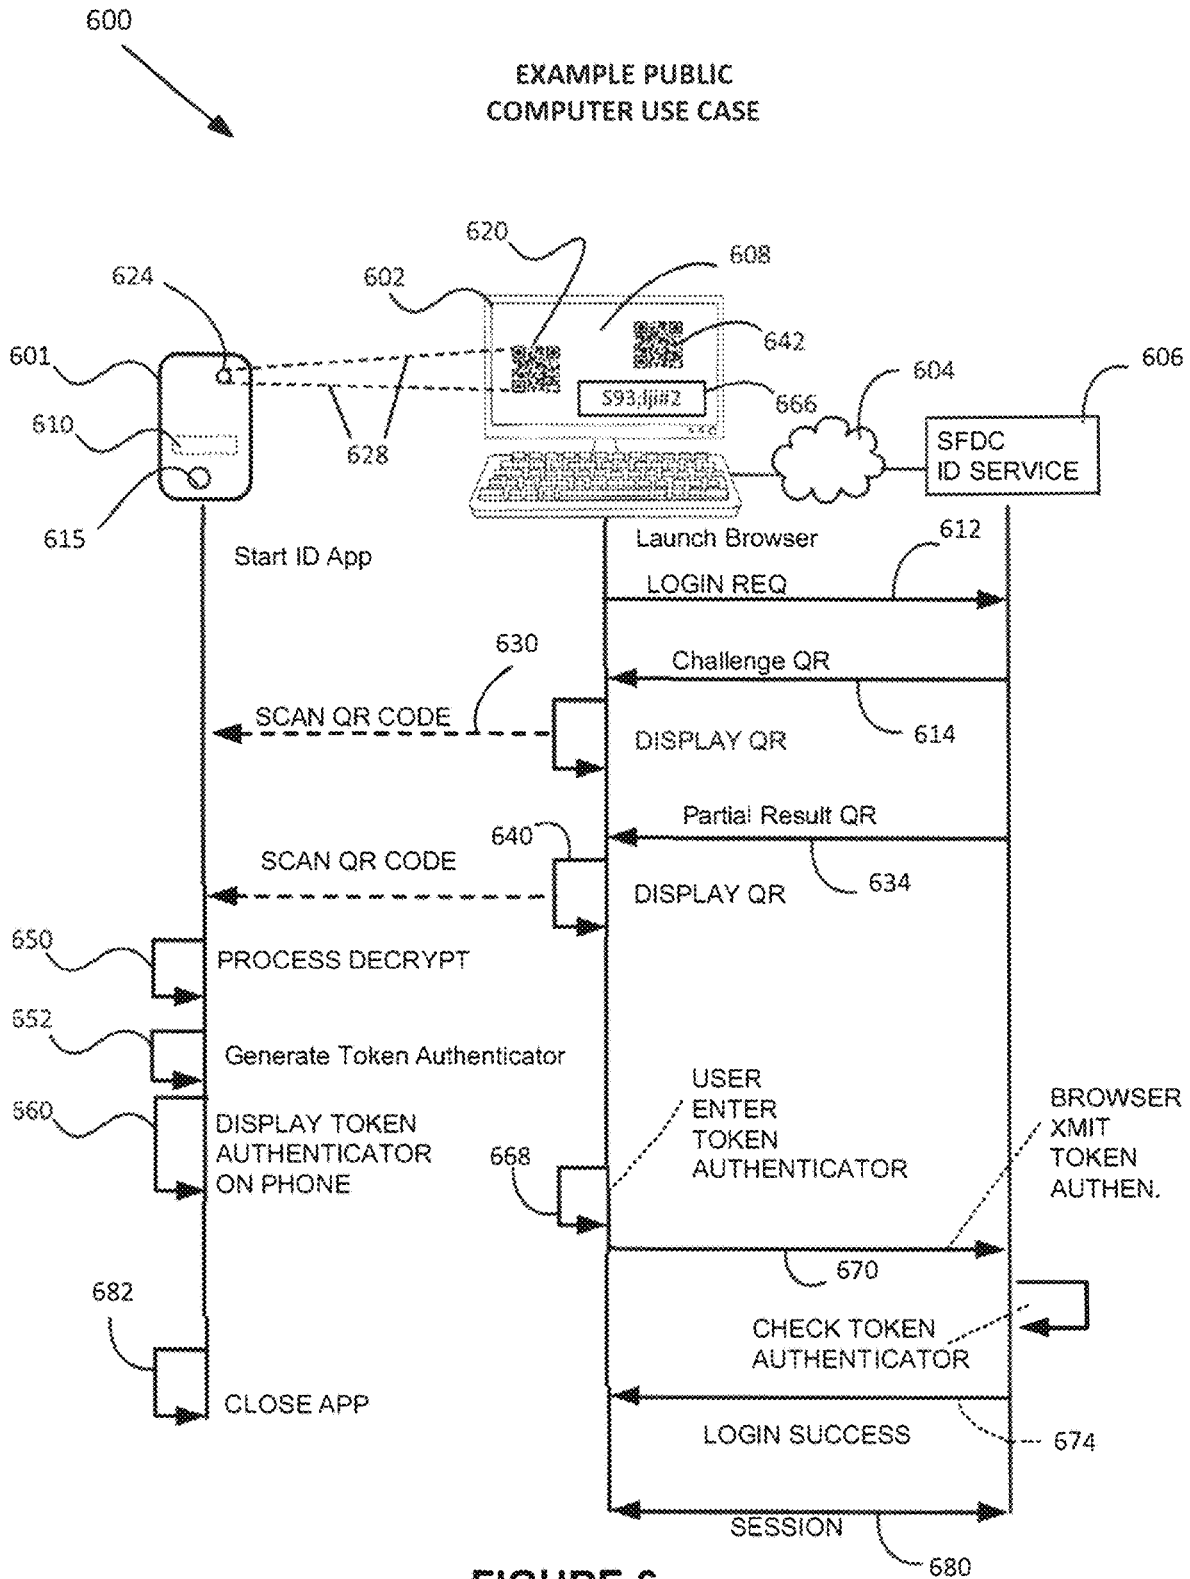 600
EXAMPLE PUBLIC
COMPUTER USE CASE
620
608
602
624
642
601
604
606
S93,lji#2
666
610
628
SFDC
ID SERVICE
615
Start ID App
Launch Browser
612
LOGIN REQ
630
Challenge QR
SCAN QR CODE
614
DISPLAY QR
Partial Result QR
640
SCAN QR CODE
634
DISPLAY QR
650
PROCESS DECRYPT
652
Generate Token Authenticator
660
DISPLAY TOKEN
AUTHENTICATOR
ON PHONE
USER
ENTER
TOKEN
AUTHENTICATOR
668
BROWSER
XMIT
TOKEN
AUTHEN.
670
682
CHECK TOKEN
AUTHENTICATOR
CLOSE APP
LOGIN SUCCESS
674
SESSION
680
FIGURE 6